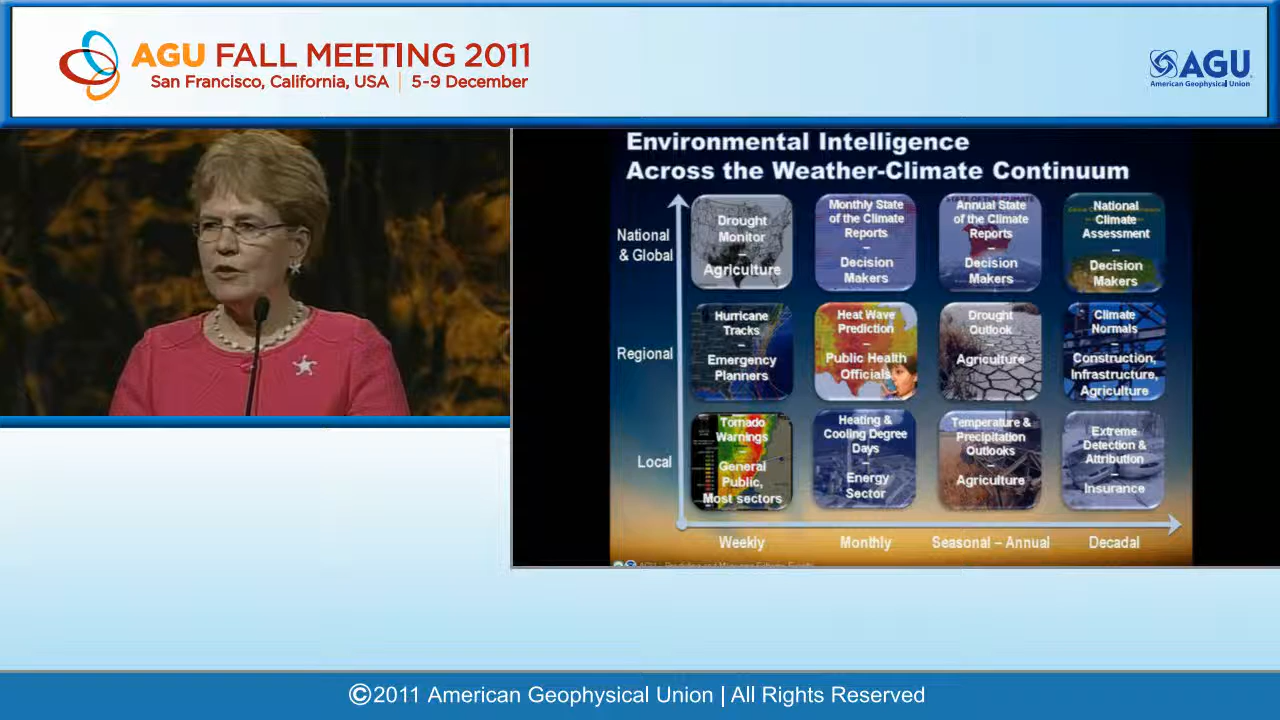 AGU FALL MEETING 2011
San Francisco, California, USA | 5-9 December
AGU
American Geophysical Union
Environmental Intelligence
Across the Weather-Climate Continuum
National
& Global
Drought
Monitor
–
Agriculture
Monthly State
of the Climate
Reports
–
Decision
Makers
Annual State
of the Climate
Reports
–
Decision
Makers
National
Climate
Assessment
–
Decision
Makers
Regional
Hurricane
Tracks
–
Emergency
Planners
Heat Wave
Prediction
–
Public Health
Officials
Drought
Outlook
–
Agriculture
Climate
Normals
–
Construction,
Infrastructure,
Agriculture
Local
Tornado
Warnings
–
General
Public,
Most sectors
Heating &
Cooling Degree
Days
–
Energy
Sector
Temperature &
Precipitation
Outlooks
–
Agriculture
Extreme
Detection &
Attribution
–
Insurance
Weekly
Monthly
Seasonal – Annual
Decadal
©2011 American Geophysical Union | All Rights Reserved